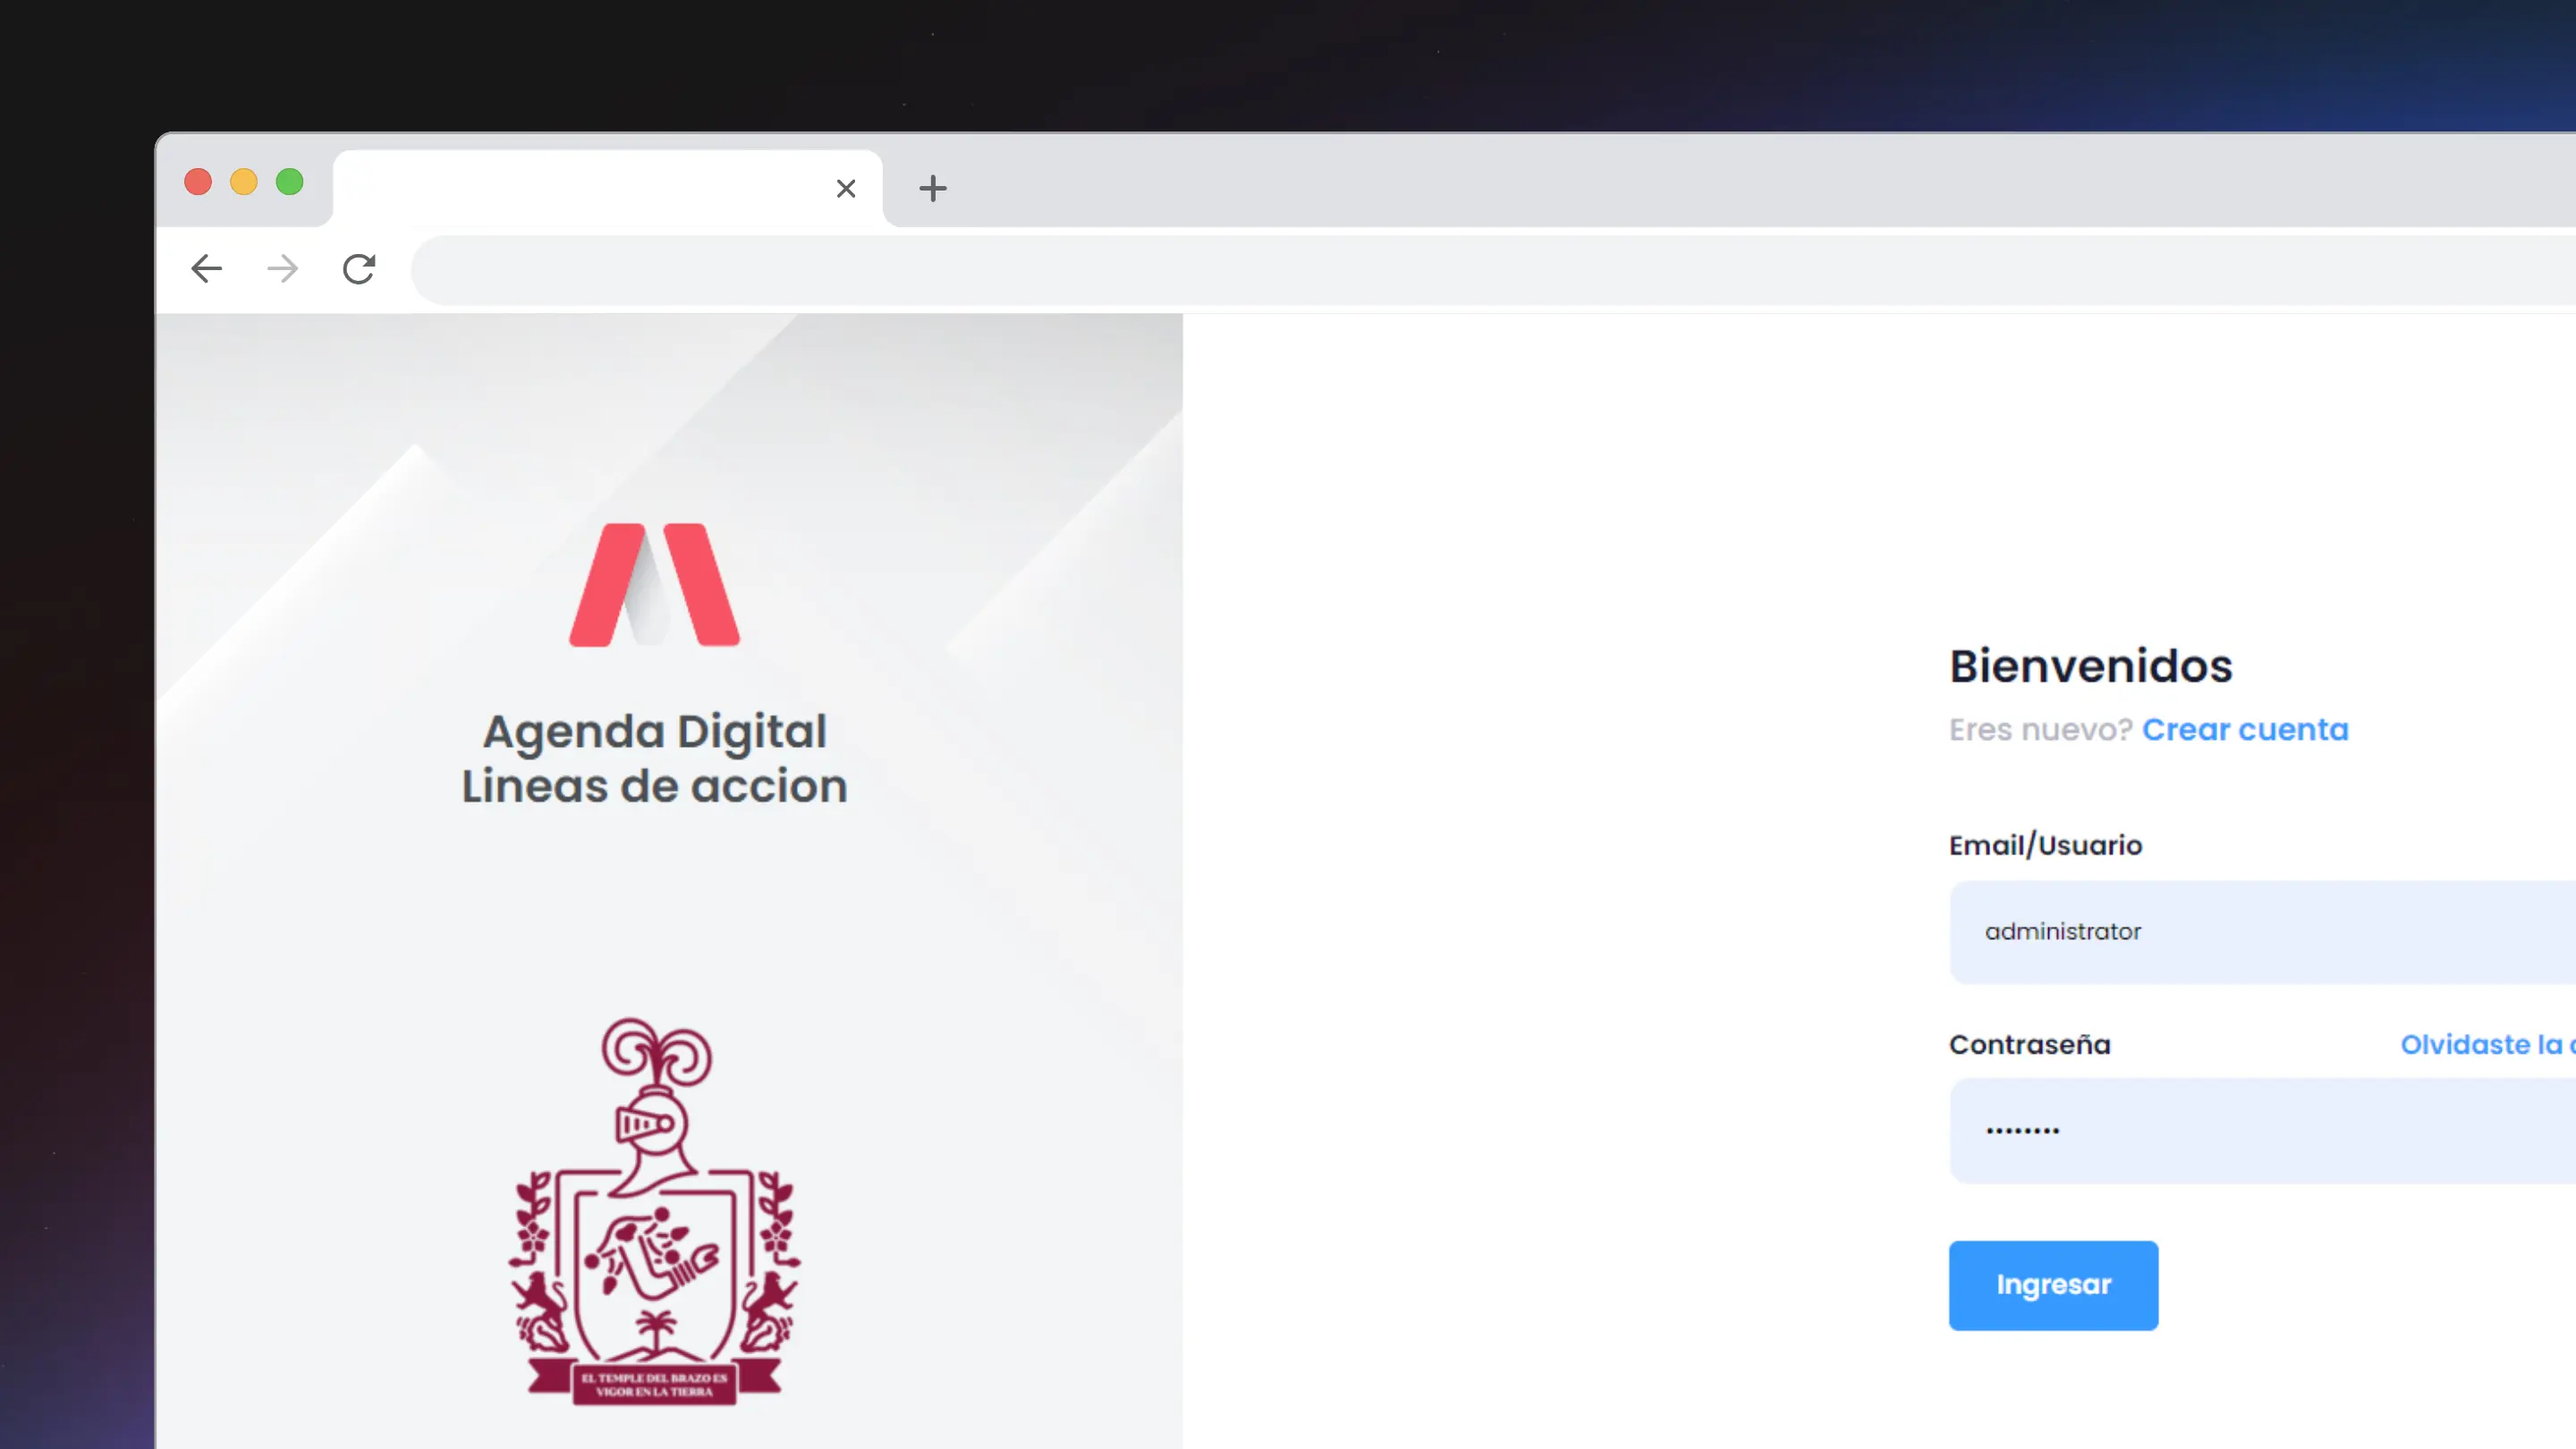 Agenda Digital
Lineas de accion
EL TEMPLE DEL BRAZO ES
VIGOR EN LA TIERRA
Bienvenidos
Eres nuevo? Crear cuenta
Email/Usuario
administrator
Contraseña
Olvidaste la
Ingresar